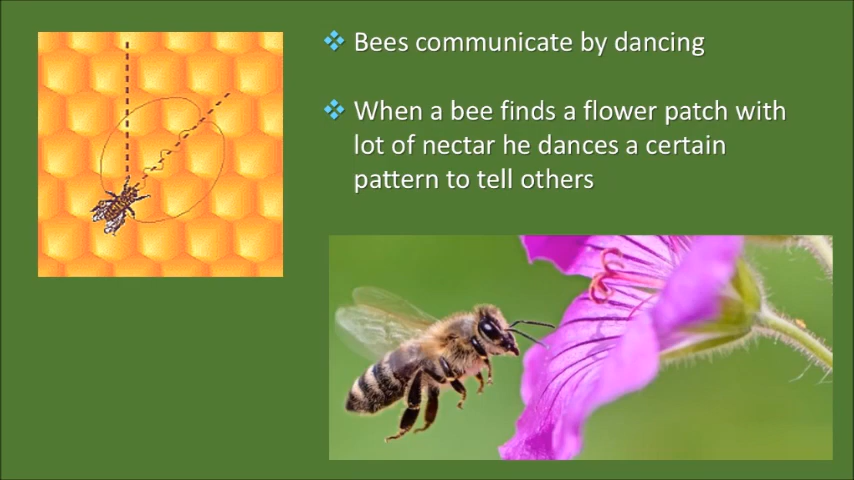 Bees communicate by dancing
When a bee finds a flower patch with
lot of nectar he dances a certain
pattern to tell others